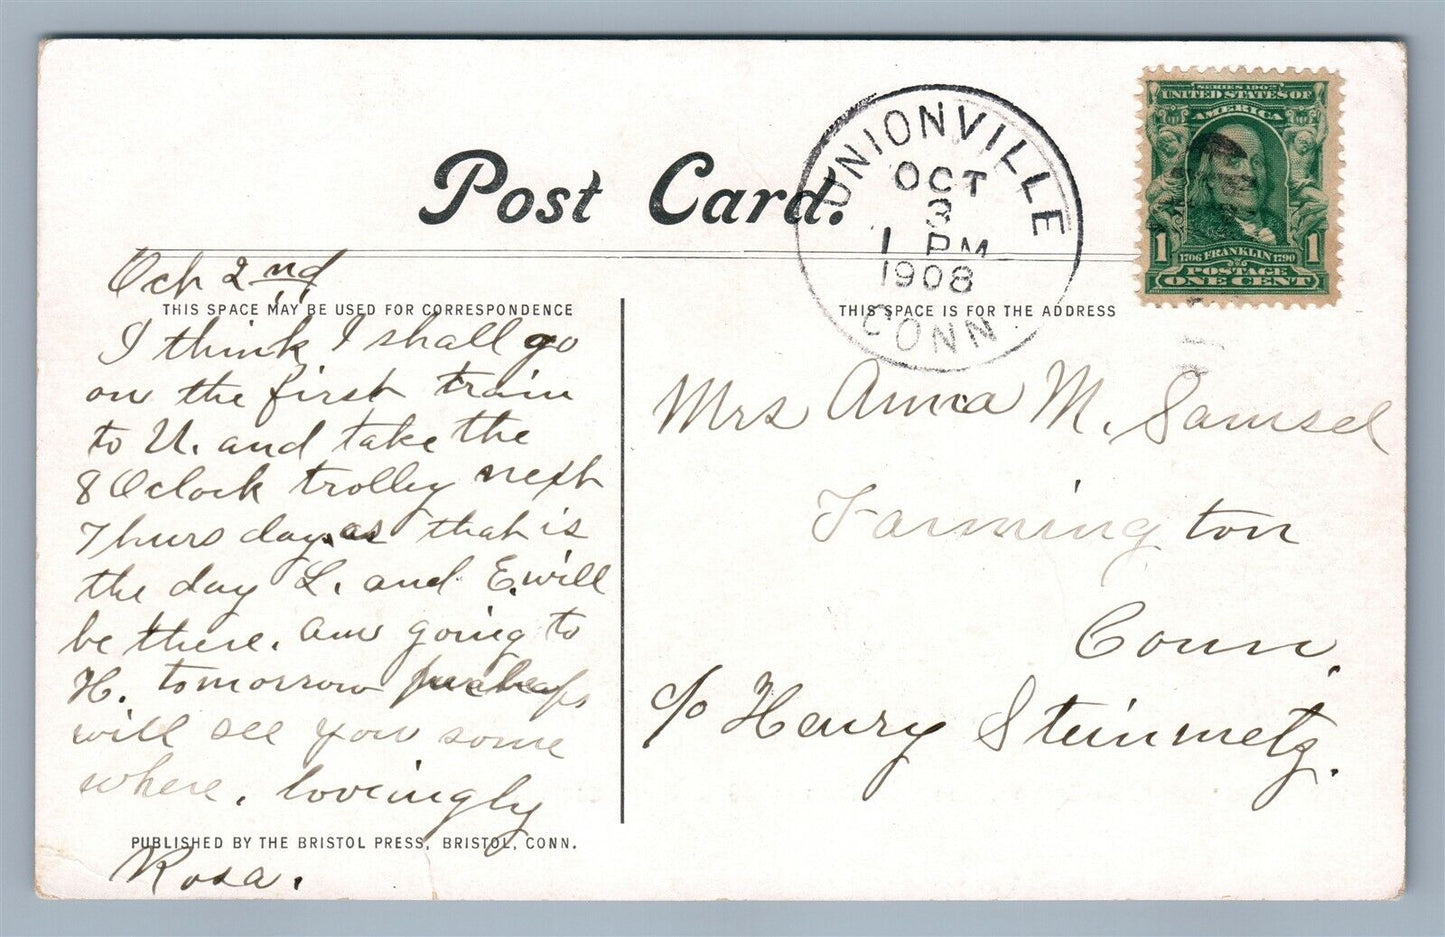 Post Card.
UNIONVILLE
OCT
3
1 PM
1908
CONN
SERIES 1902
UNITED STATES OF
AMERICA
1 1706 FRANKLIN 1790 1
POSTAGE
ONE CENT
Oct 2nd
THIS SPACE MAY BE USED FOR CORRESPONDENCE
I think I shall go
on the first train
to U. and take the
8 Oclock trolley next
Thursday. as that is
the day L. and E. will
be there. am going to
H. tomorrow perhaps
will see you some
where. lovingly
PUBLISHED BY THE BRISTOL PRESS, BRISTOL, CONN.
Rosa.
THIS SPACE IS FOR THE ADDRESS
Mrs Anna M. Samsel
Farmington
Conn.
c/o Henry Steinmetz.